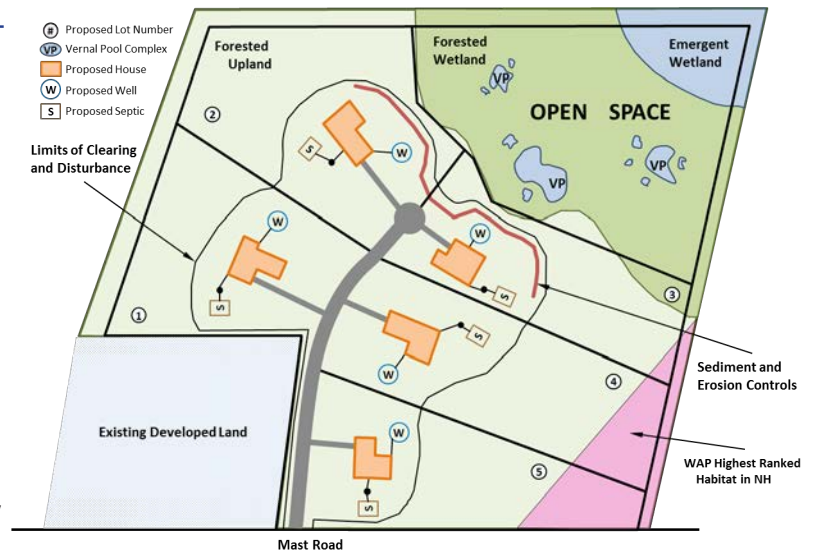 # Proposed Lot Number
VP Vernal Pool Complex
Proposed House
W Proposed Well
S Proposed Septic
Forested
Upland
Forested
Wetland
Emergent
Wetland
OPEN SPACE
VP
VP
VP
Limits of Clearing
and Disturbance
2
S
W
W
W
S
S
1
3
S
W
4
Sediment and
Erosion Controls
Existing Developed Land
W
5
WAP Highest Ranked
Habitat in NH
S
Mast Road